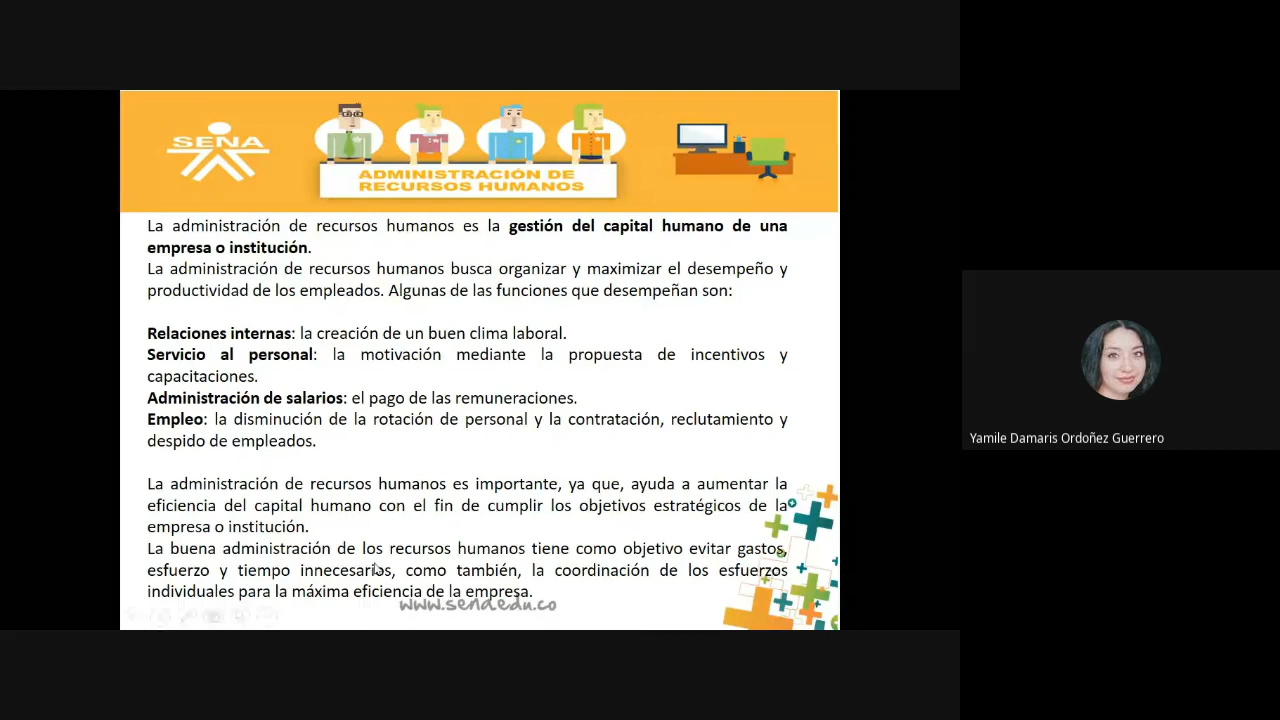 SENA
ADMINISTRACIÓN DE
RECURSOS HUMANOS
La administración de recursos humanos es la gestión del capital humano de una
empresa o institución.
La administración de recursos humanos busca organizar y maximizar el desempeño y
productividad de los empleados. Algunas de las funciones que desempeñan son:
Relaciones internas: la creación de un buen clima laboral.
Servicio al personal: la motivación mediante la propuesta de incentivos y
capacitaciones.
Administración de salarios: el pago de las remuneraciones.
Empleo: la disminución de la rotación de personal y la contratación, reclutamiento y
despido de empleados.
La administración de recursos humanos es importante, ya que, ayuda a aumentar la
eficiencia del capital humano con el fin de cumplir los objetivos estratégicos de la
empresa o institución.
La buena administración de los recursos humanos tiene como objetivo evitar gastos,
esfuerzo y tiempo innecesarios, como también, la coordinación de los esfuerzos
individuales para la máxima eficiencia de la empresa.
www.sena.edu.co
Yamile Damaris Ordoñez Guerrero